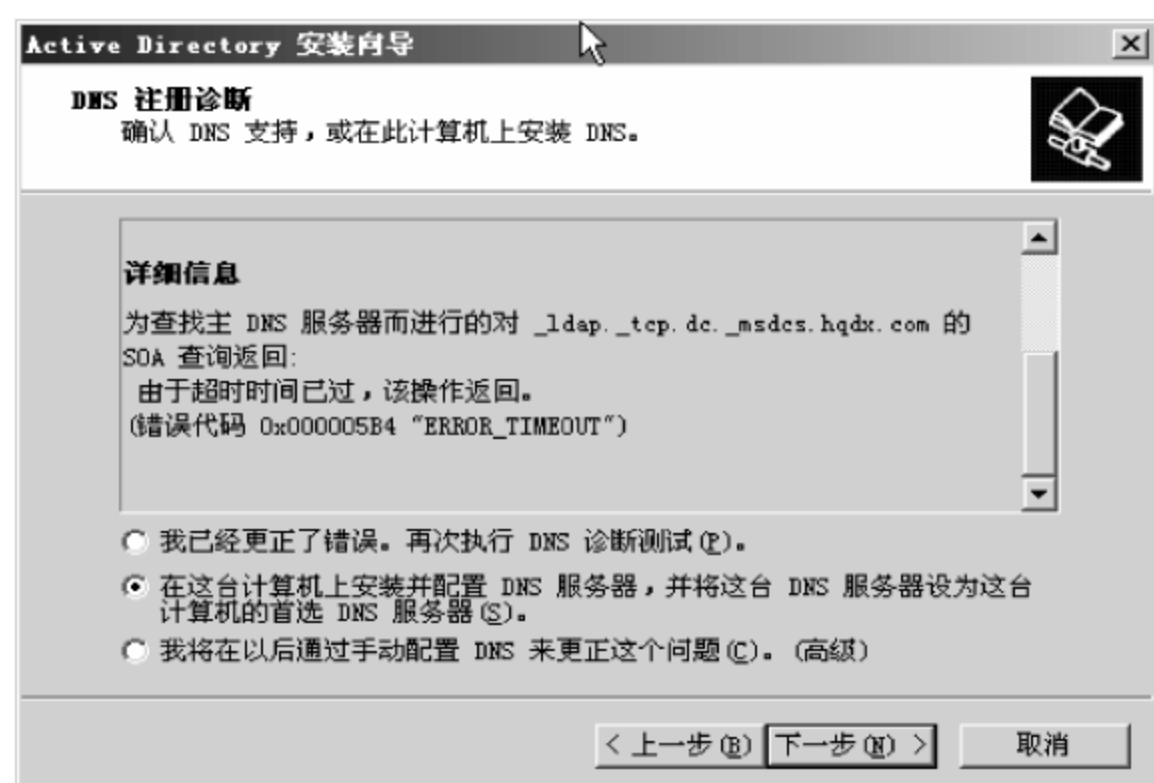 Active Directory 安装向导
DNS 注册诊断
确认 DNS 支持，或在此计算机上安装 DNS。
详细信息
为查找主 DNS 服务器而进行的对 _ldap._tcp.dc._msdcs.hqdx.com 的
SOA 查询返回:
由于超时时间已过，该操作返回。
(错误代码 0x000005B4 “ERROR_TIMEOUT”)
我已经更正了错误。再次执行 DNS 诊断测试(P)。
在这台计算机上安装并配置 DNS 服务器，并将这台 DNS 服务器设为这台
计算机的首选 DNS 服务器(S)。
我将在以后通过手动配置 DNS 来更正这个问题(C)。(高级)
< 上一步(B) 下一步(N) > 取消